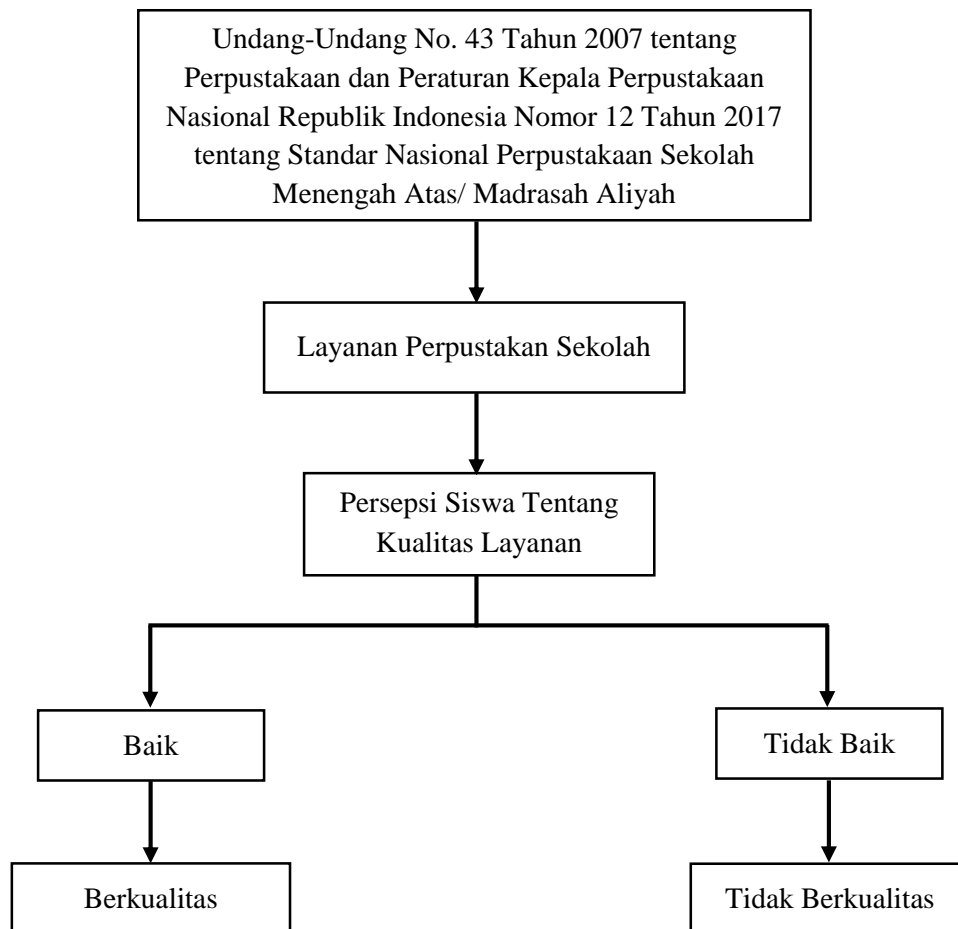 Undang-Undang No. 43 Tahun 2007 tentang
Perpustakaan dan Peraturan Kepala Perpustakaan
Nasional Republik Indonesia Nomor 12 Tahun 2017
tentang Standar Nasional Perpustakaan Sekolah
Menengah Atas/ Madrasah Aliyah
Layanan Perpustakan Sekolah
Persepsi Siswa Tentang
Kualitas Layanan
Baik
Tidak Baik
Berkualitas
Tidak Berkualitas